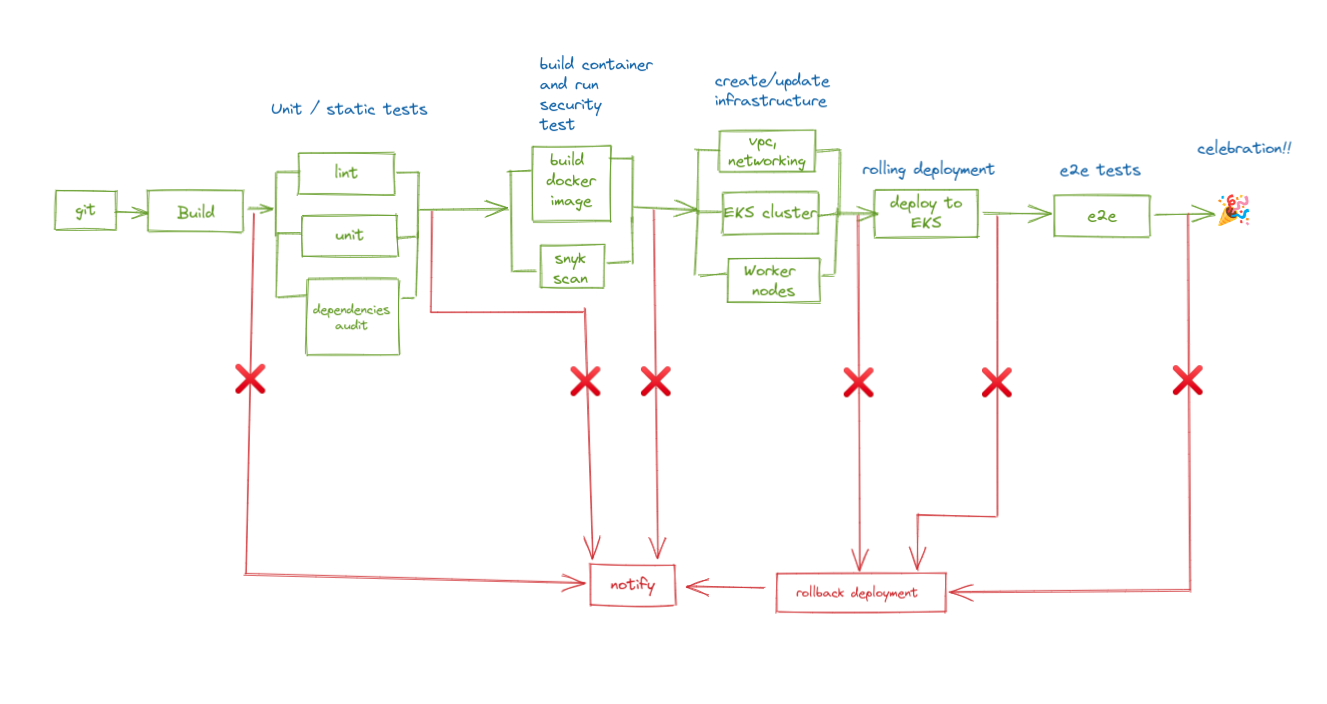 build container
and run
security
test
create/update
infrastructure
Unit / static tests
celebration!!
rolling deployment
e2e tests
git
Build
lint
unit
dependencies
audit
build
docker
image
snyk
scan
vpc,
networking
EKS cluster
Worker
nodes
deploy to
EKS
e2e
notify
rollback deployment